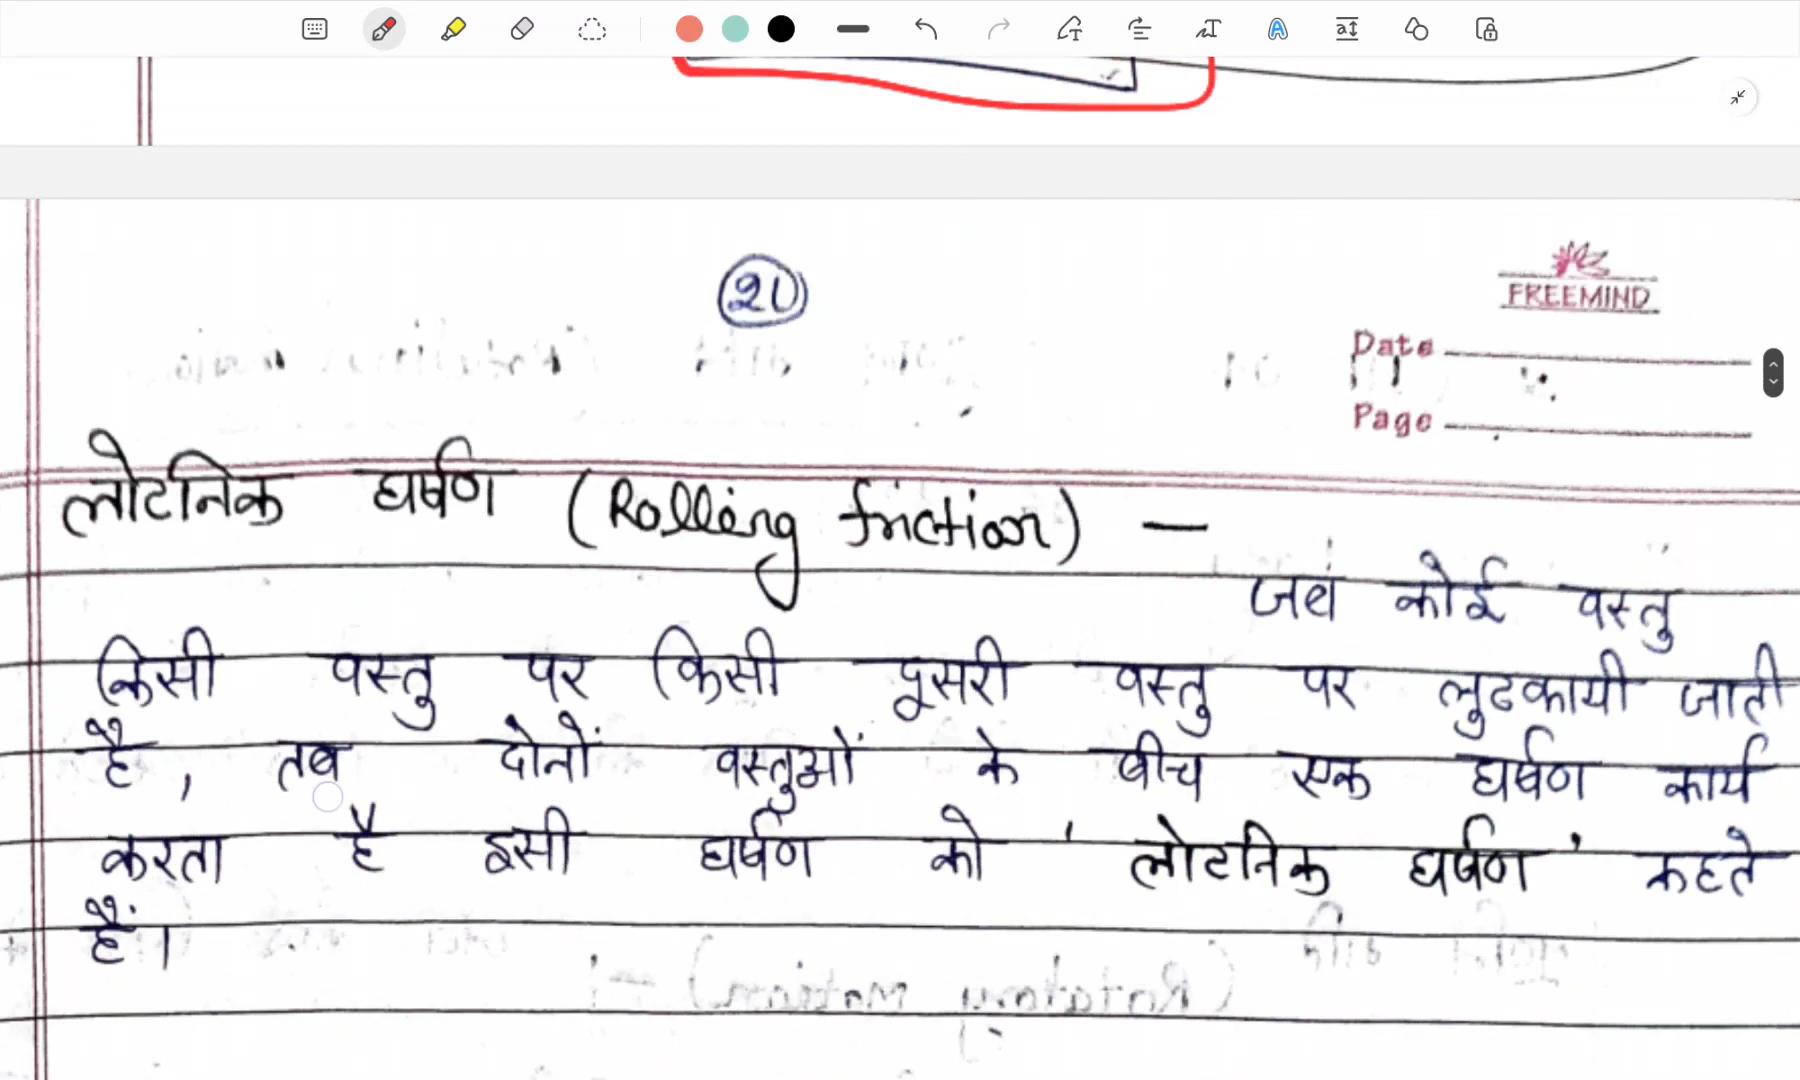 21
FREEMIND
Date
Page
लोटनिक घर्षण (Rolling friction) —
जब कोई वस्तु
किसी वस्तु पर किसी दूसरी वस्तु पर लुढकायी जाती
है, तब दोनों वस्तुओं के बीच एक घर्षण कार्य
करता है इसी घर्षण को 'लोटनिक घर्षण' कहते
हैं।